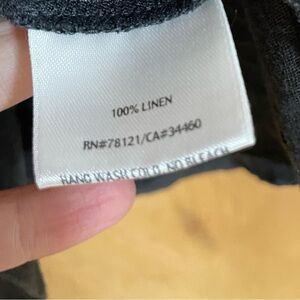 100% LINEN
RN#78121/CA#34460
HAND WASH COLD, NO BLEACH